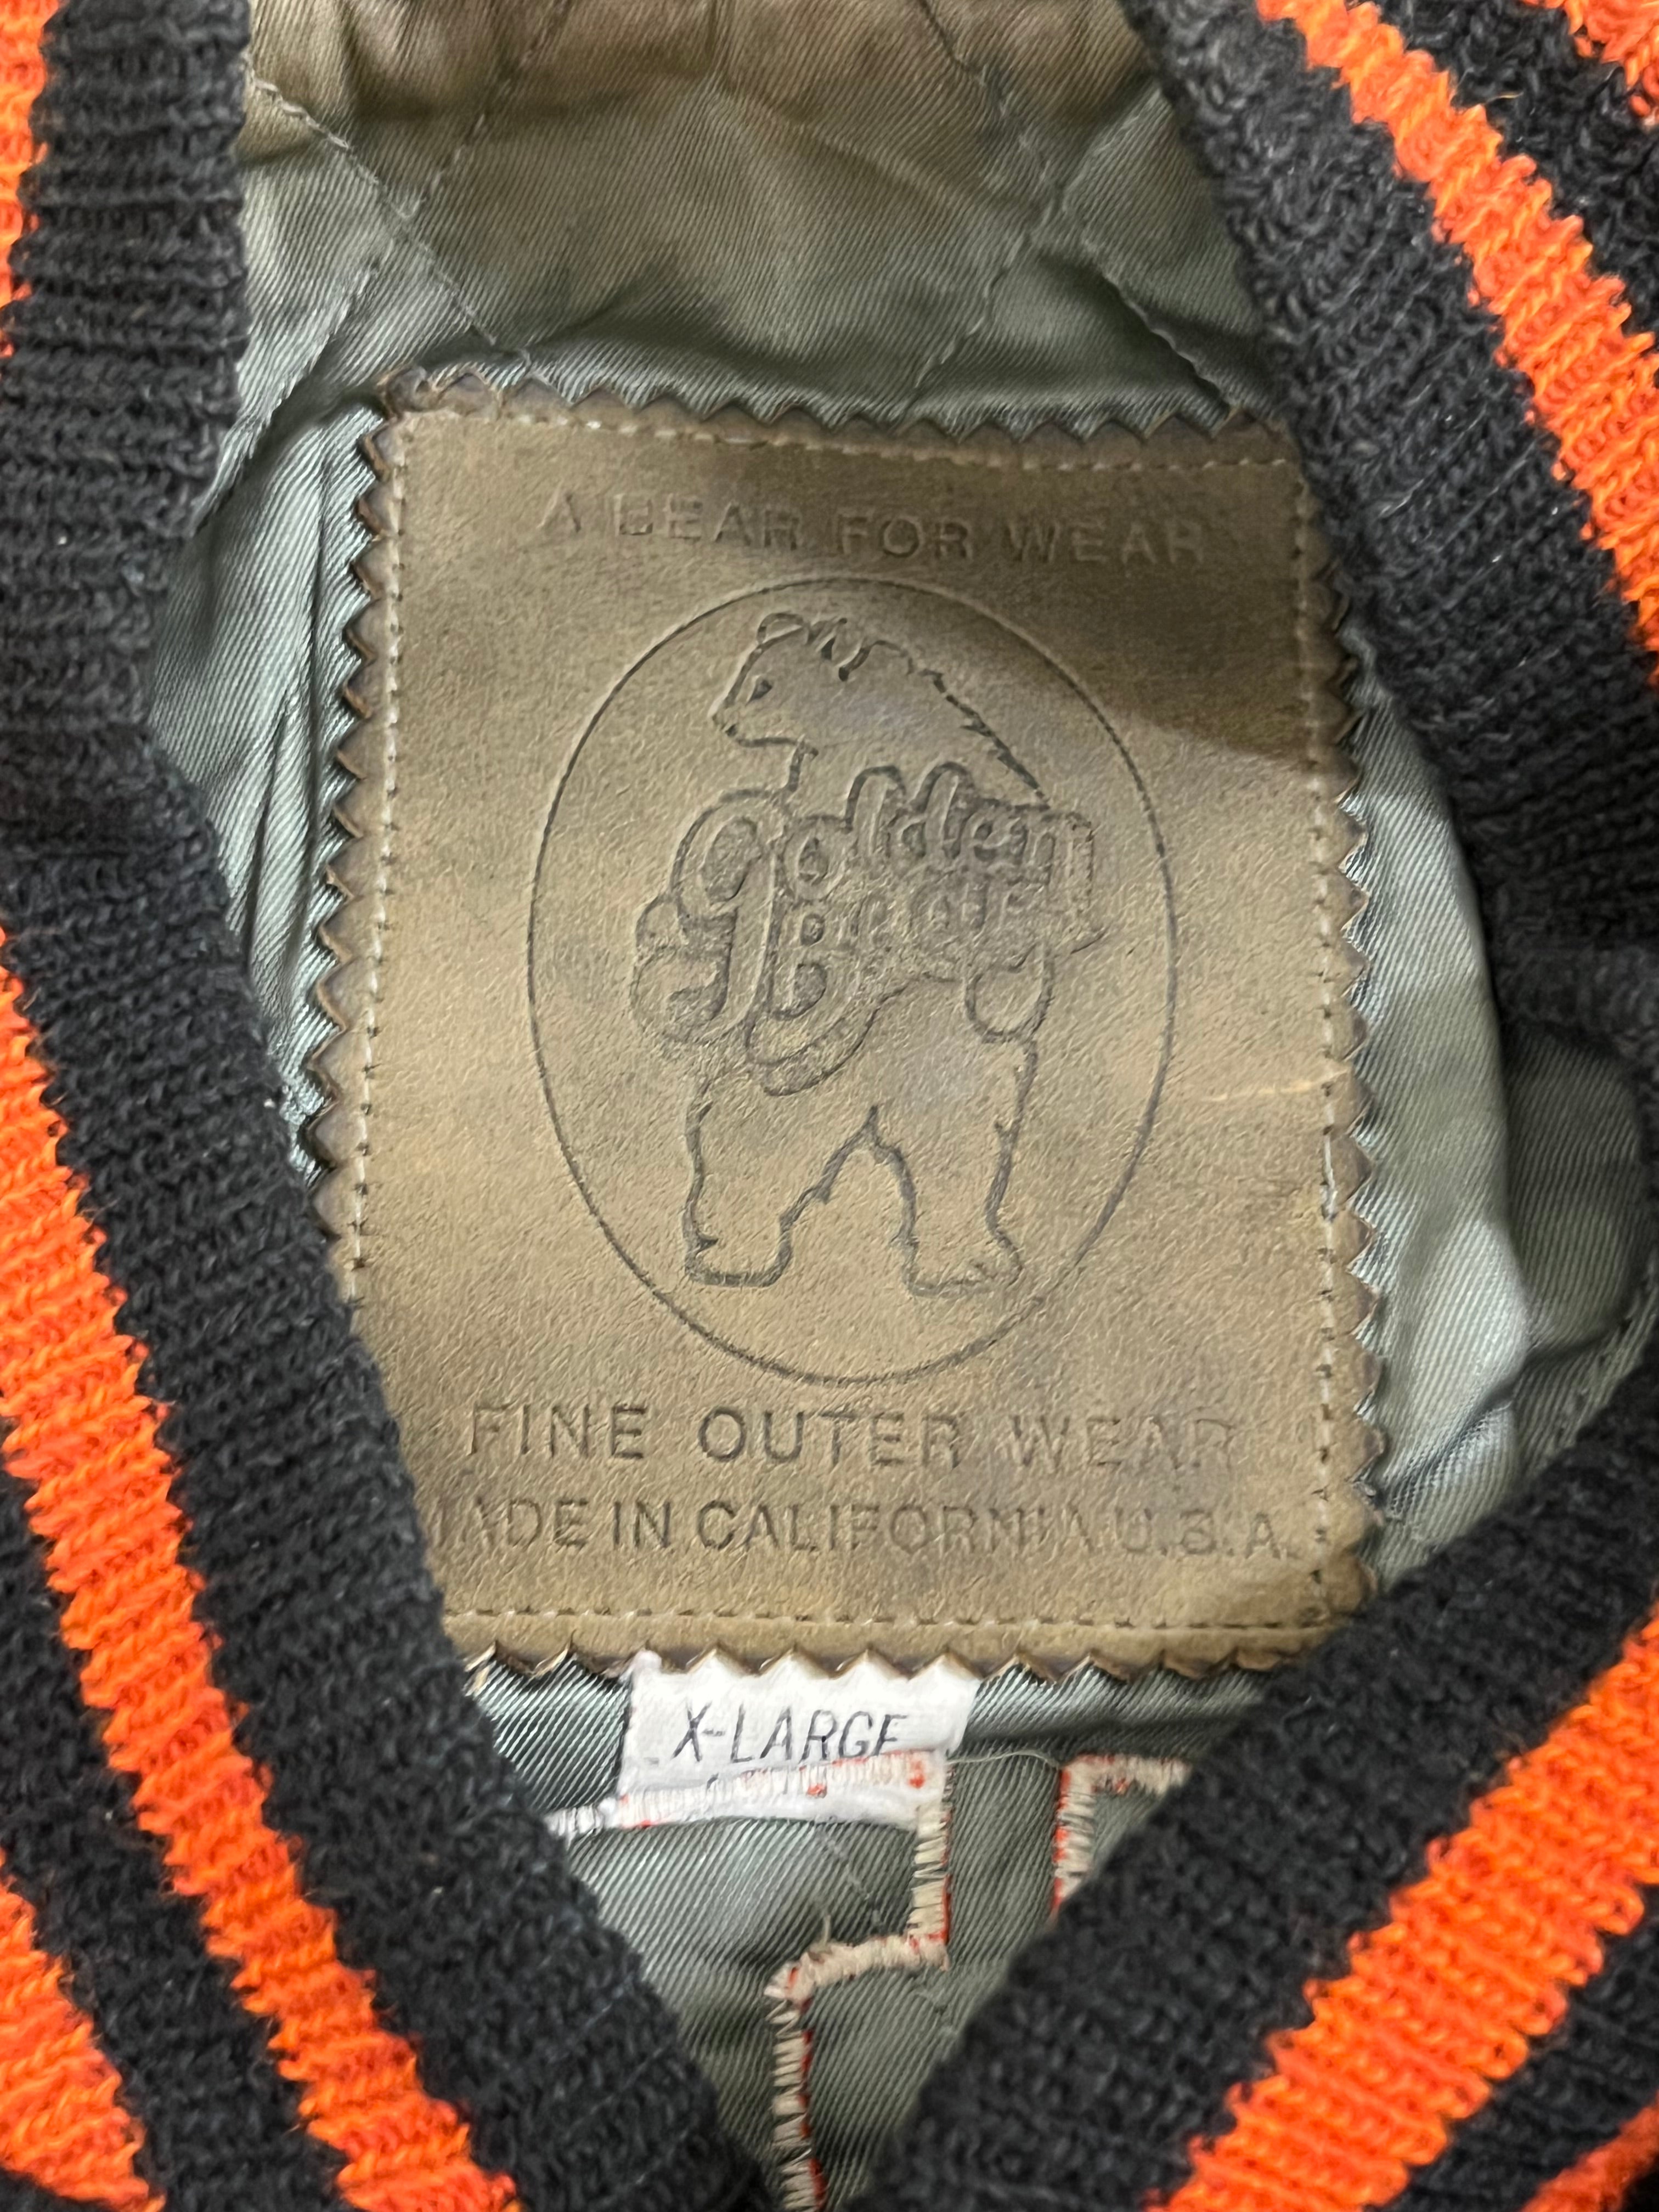 A BEAR FOR WEAR
Golden
Bear
FINE OUTER WEAR
MADE IN CALIFORNIA U.S.A.
X-LARGE